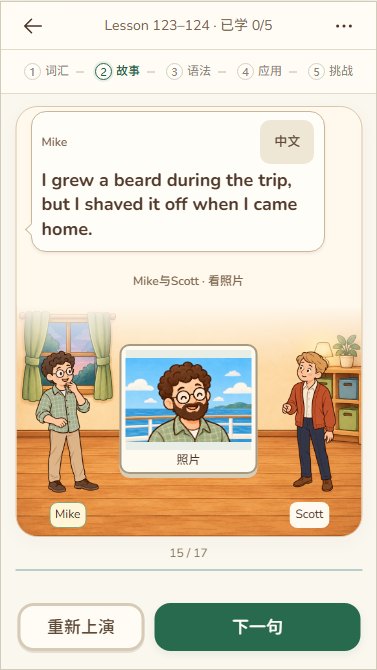 Lesson 123–124 · 已学 0/5
1 词汇 – 2 故事 – 3 语法 – 4 应用 – 5 挑战
Mike
中文
I grew a beard during the trip,
but I shaved it off when I came
home.
Mike与Scott · 看照片
照片
Mike
Scott
15 / 17
重新上演
下一句